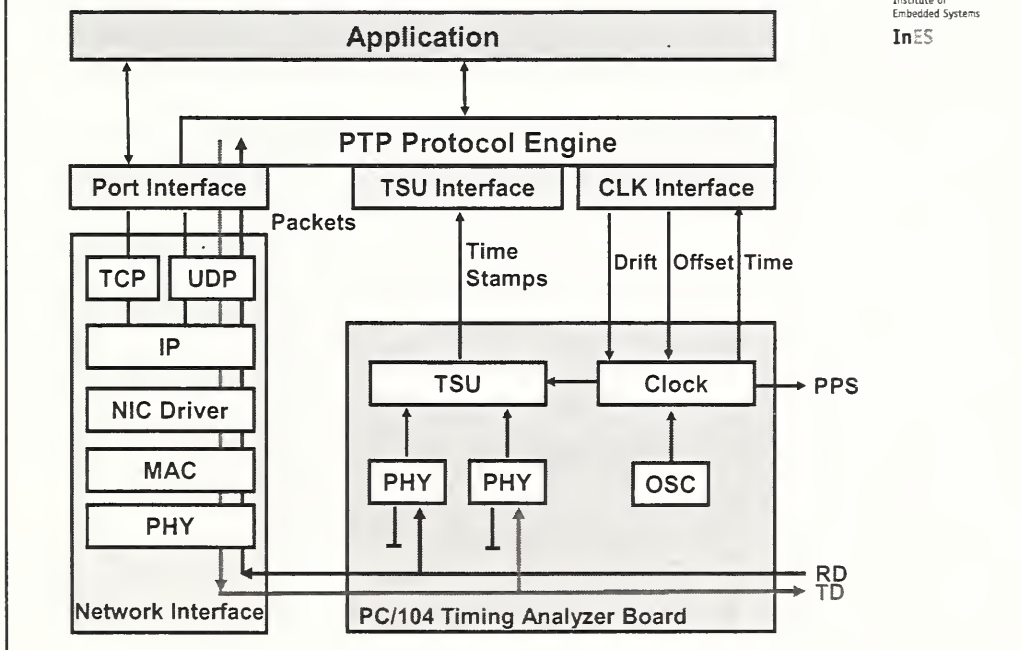 Institute of
Embedded Systems
InES
Application
PTP Protocol Engine
Port Interface
TSU Interface
CLK Interface
Packets
Time
Stamps
Drift
Offset
Time
TCP
UDP
IP
NIC Driver
MAC
PHY
Network Interface
TSU
Clock
PPS
PHY
PHY
OSC
RD
TD
PC/104 Timing Analyzer Board